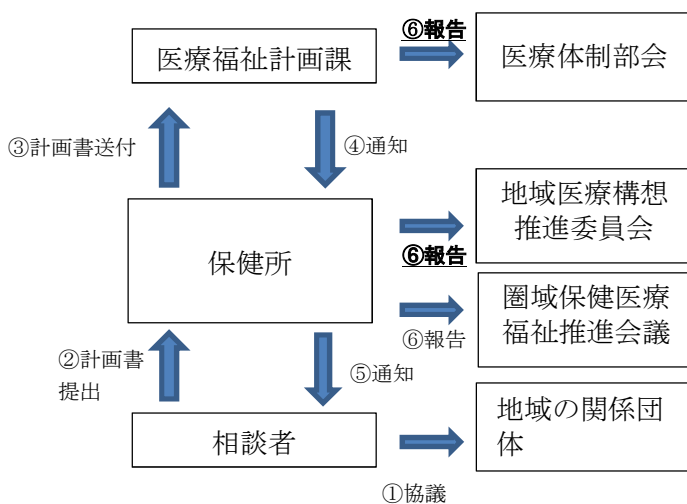 ⑥報告
医療福祉計画課
医療体制部会
③計画書送付
④通知
地域医療構想
推進委員会
保健所
⑥報告
圏域保健医療
福祉推進会議
⑥報告
②計画書
提出
⑤通知
地域の関係団
体
相談者
①協議